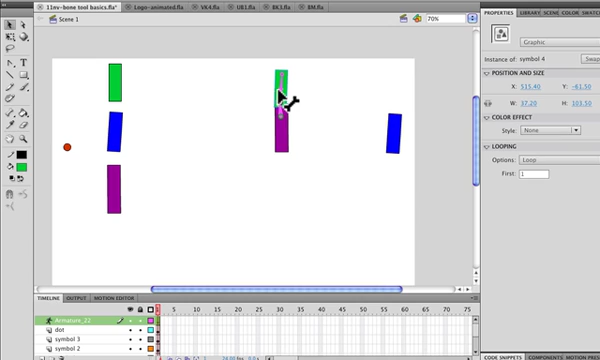 11nv-bone tool basics.fla*
Logo-animated.fla
VK4.fla
UB1.fla*
BK3.fla
BM.fla
Scene 1
70%
PROPERTIES
LIBRARY
SCENE
COLOR
SWATC
Graphic
Instance of: symbol 4
Swap
POSITION AND SIZE
X: 515.40 Y: -61.50
W: 37.20 H: 103.50
COLOR EFFECT
Style: None
LOOPING
Options: Loop
First: 1
TIMELINE
OUTPUT
MOTION EDITOR
5 10 15 20 25 30 35 40 45 50 55 60 65 70 75
Armature_22
dot
symbol 3
symbol 2
CODE SNIPPETS
COMPONENTS
MOTION PRES